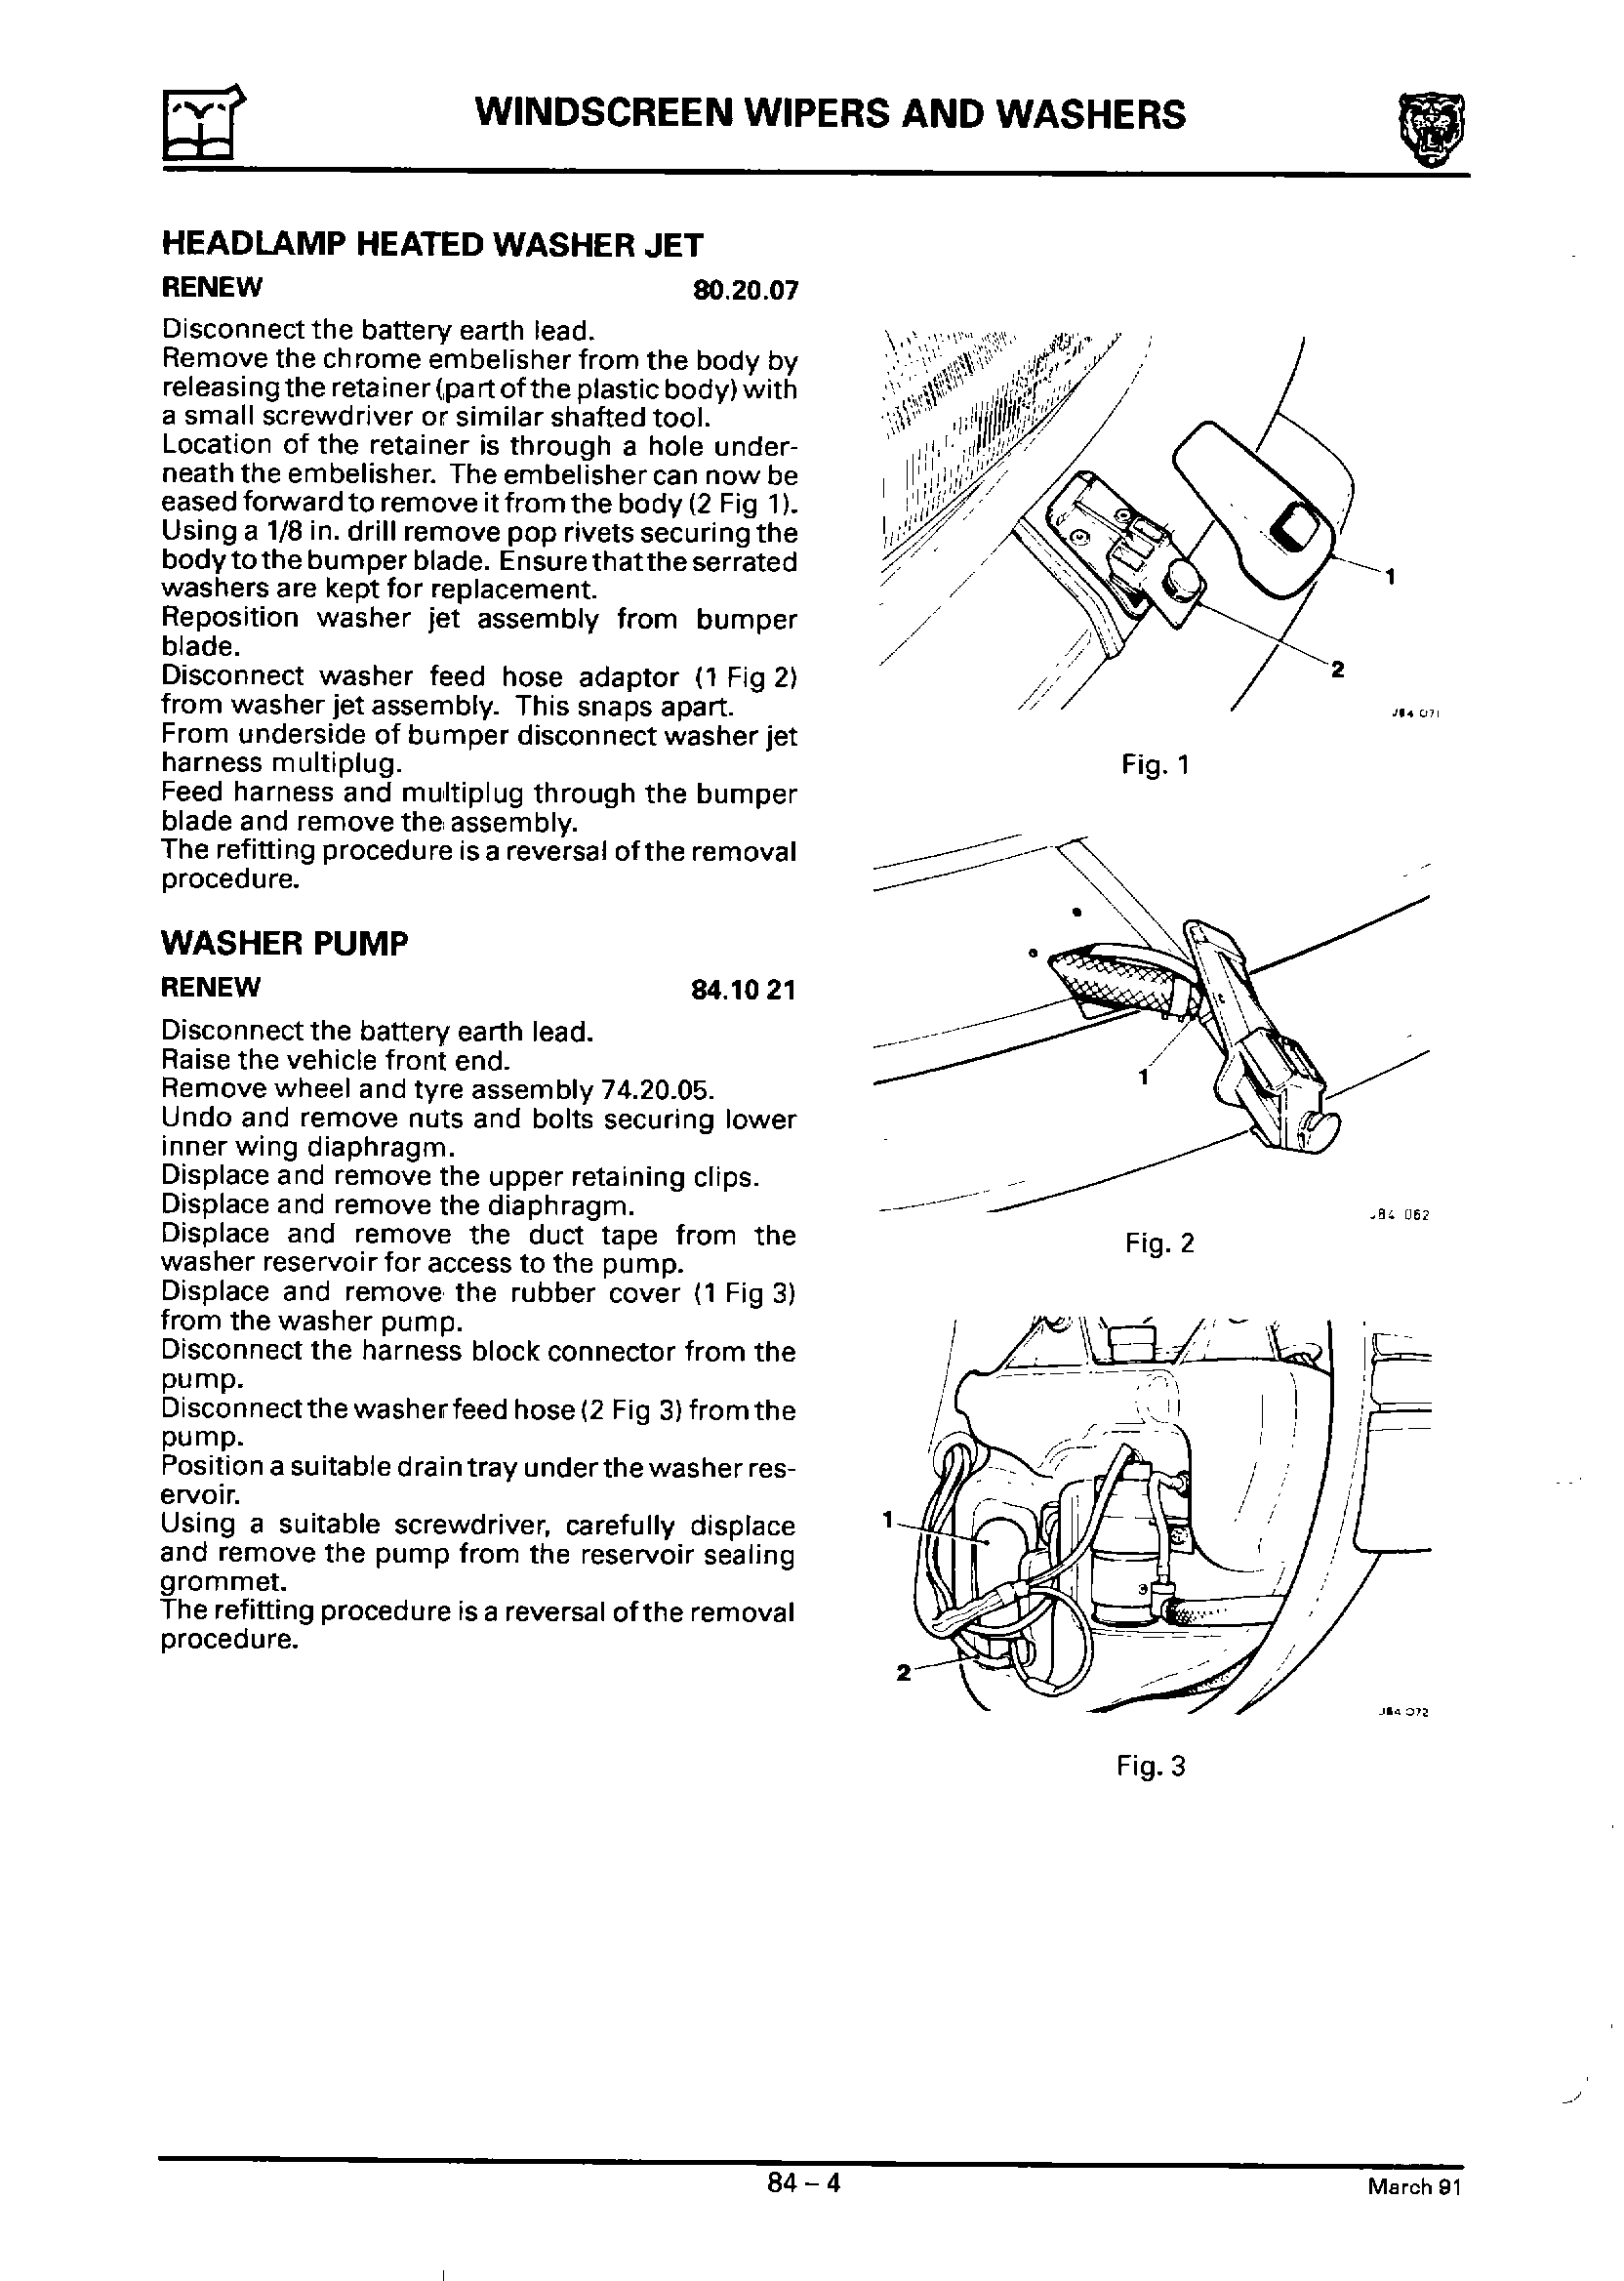 WINDSCREEN WIPERS AND WASHERS
HEADLAMP HEATED WASHER JET
RENEW 80.20.07
Disconnect the battery earth lead.
Remove the chrome embelisher from the body by
releasing the retainer (part of the plastic body) with
a small screwdriver or similar shafted tool.
Location of the retainer is through a hole under-
neath the embelisher. The embelisher can now be
eased forward to remove it from the body (2 Fig 1).
Using a 1/8 in. drill remove pop rivets securing the
body to the bumper blade. Ensure that the serrated
washers are kept for replacement.
Reposition washer jet assembly from bumper
blade.
Disconnect washer feed hose adaptor (1 Fig 2)
from washer jet assembly. This snaps apart.
From underside of bumper disconnect washer jet
harness multiplug.
Feed harness and multiplug through the bumper
blade and remove the assembly.
The refitting procedure is a reversal of the removal
procedure.
WASHER PUMP
RENEW 84.10 21
Disconnect the battery earth lead.
Raise the vehicle front end.
Remove wheel and tyre assembly 74.20.05.
Undo and remove nuts and bolts securing lower
inner wing diaphragm.
Displace and remove the upper retaining clips.
Displace and remove the diaphragm.
Displace and remove the duct tape from the
washer reservoir for access to the pump.
Displace and remove the rubber cover (1 Fig 3)
from the washer pump.
Disconnect the harness block connector from the
pump.
Disconnect the washer feed hose (2 Fig 3) from the
pump.
Position a suitable drain tray under the washer res-
ervoir.
Using a suitable screwdriver, carefully displace
and remove the pump from the reservoir sealing
grommet.
The refitting procedure is a reversal of the removal
procedure.
1
2
J84 071
Fig. 1
1
J84 062
Fig. 2
1
2
J84 072
Fig. 3
84 – 4
March 91